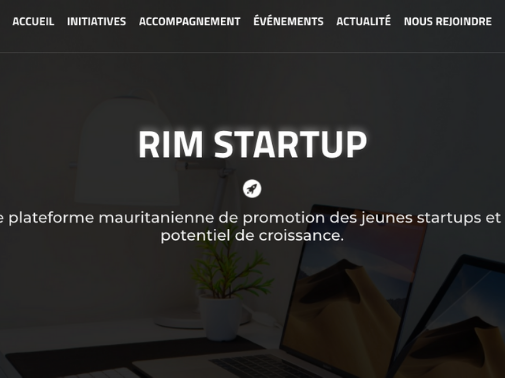 ACCUEIL INITIATIVES ACCOMPAGNEMENT ÉVÉNEMENTS ACTUALITÉ NOUS REJOINDRE
RIM STARTUP
plateforme mauritanienne de promotion des jeunes startups et
potentiel de croissance.